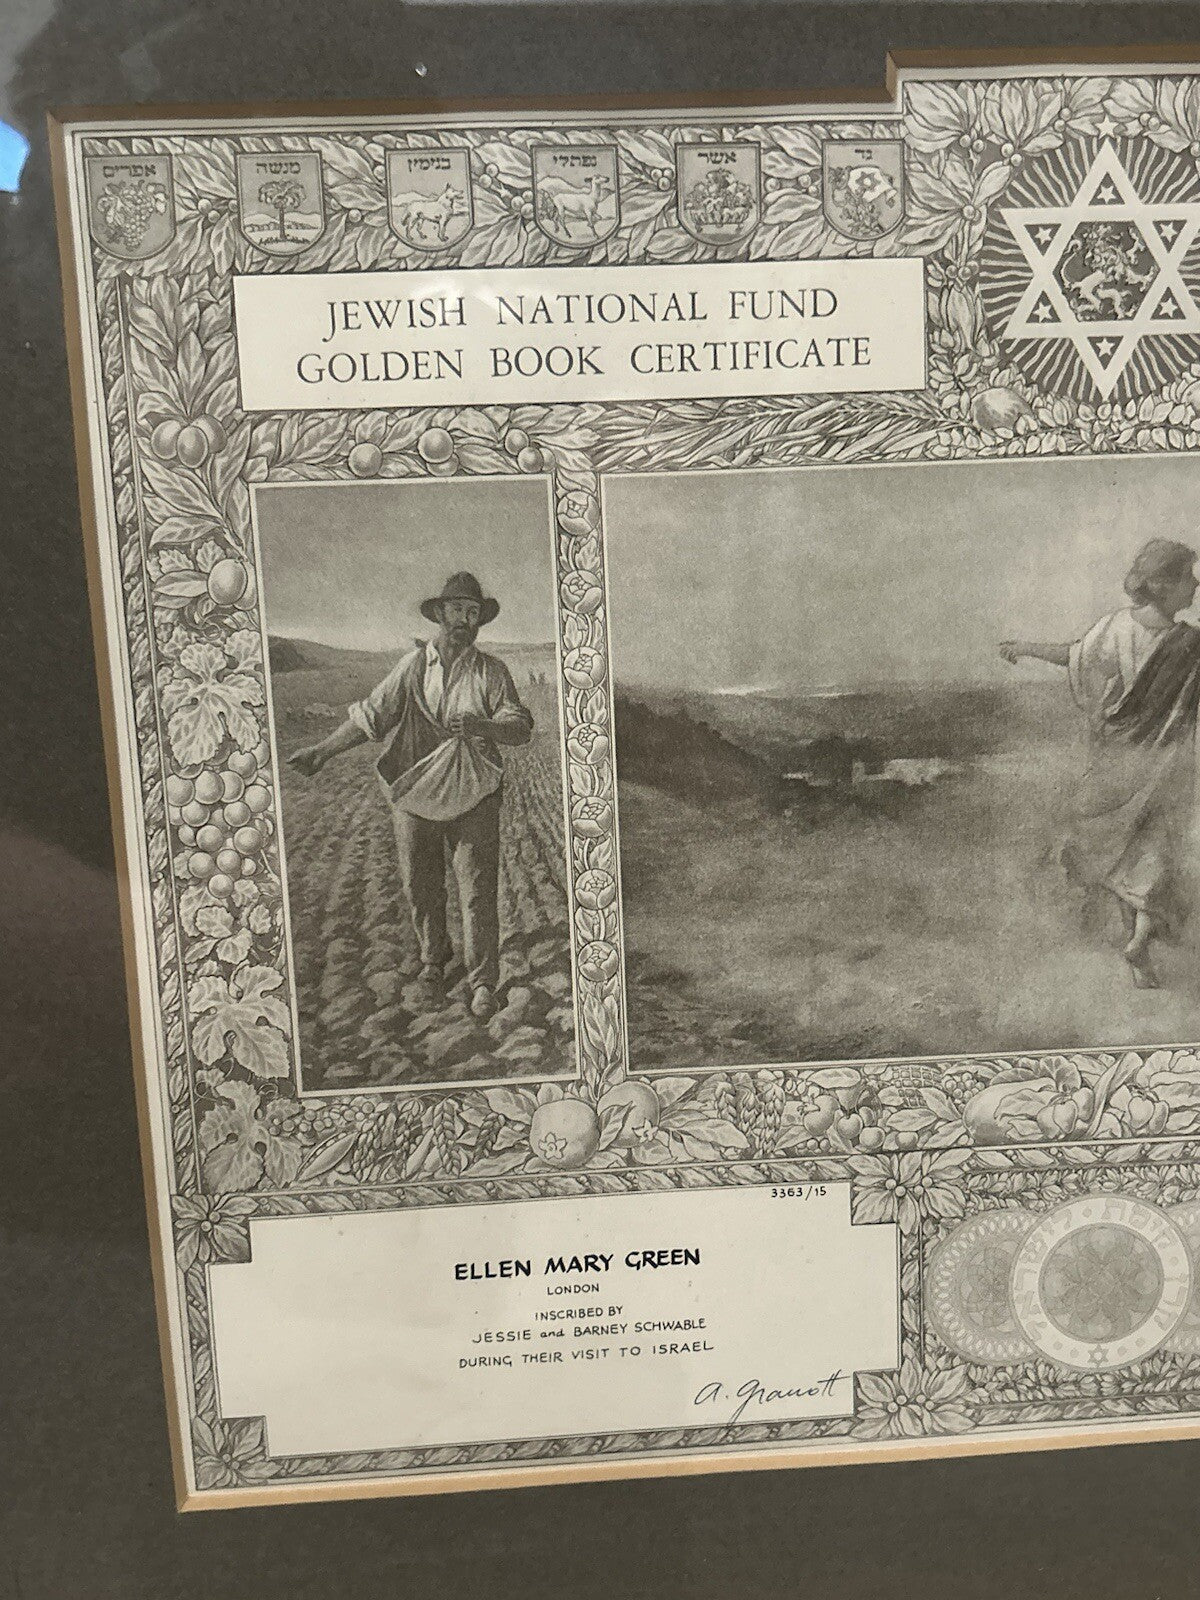 אפרים
מנשה
בנימין
נפתלי
אשר
גד
JEWISH NATIONAL FUND
GOLDEN BOOK CERTIFICATE
3363/15
ELLEN MARY GREEN
LONDON
INSCRIBED BY
JESSIE and BARNEY SCHWABLE
DURING THEIR VISIT TO ISRAEL
A. Granott